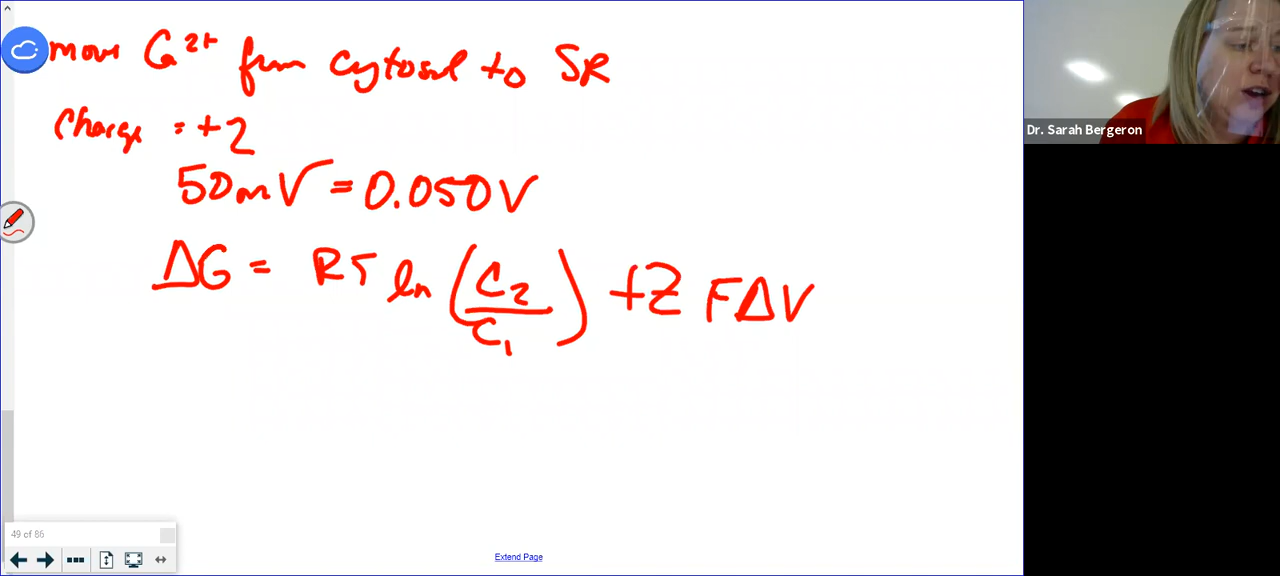 move Ca²⁺ from cytosol to SR
Charge = +2
50mV = 0.050V
ΔG = RT ln (C₂/C₁) + Z FΔV
Dr. Sarah Bergeron
49 of 86
Extend Page